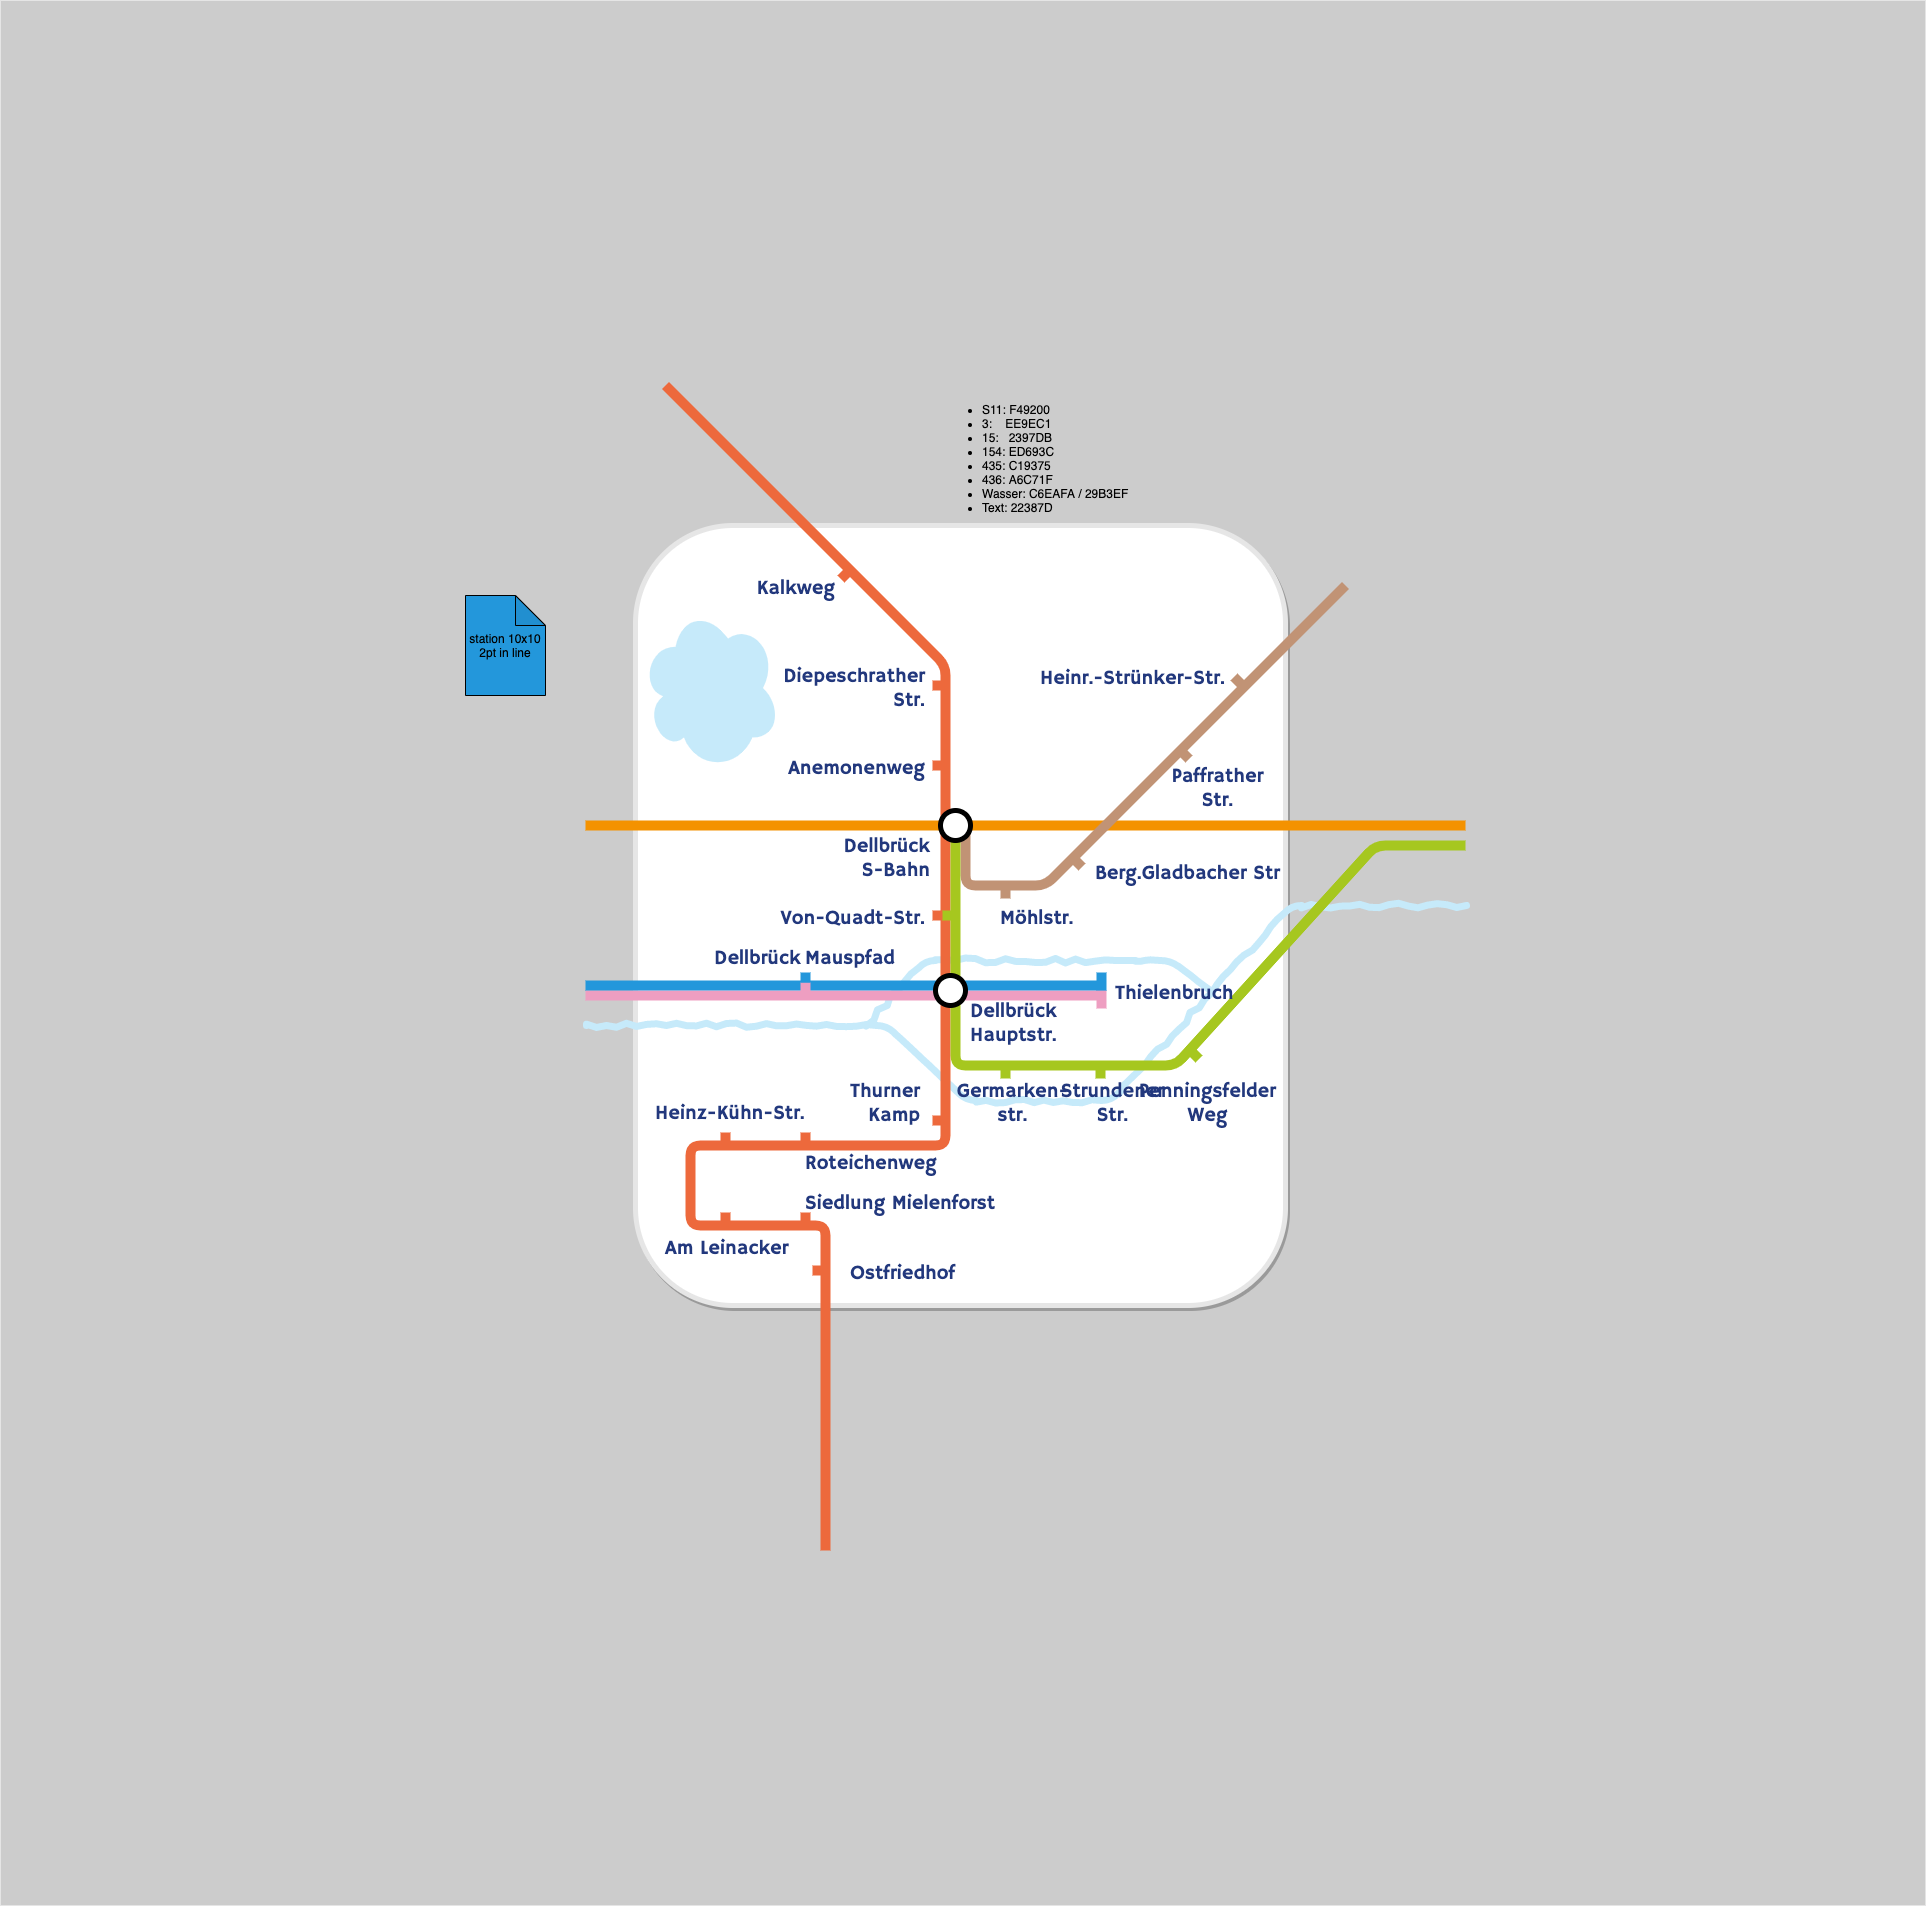 • S11: F49200
• 3: EE9EC1
• 15: 2397DB
• 154: ED693C
• 435: C19375
• 436: A6C71F
• Wasser: C6EAFA / 29B3EF
• Text: 22387D
Kalkweg
station 10x10
2pt in line
Diepeschrather
Str.
Heinr.-Strünker-Str.
Anemonenweg
Paffrather
Str.
Dellbrück
S-Bahn
Berg.Gladbacher Str
Von-Quadt-Str.
Möhlstr.
Dellbrück Mauspfad
Thielenbruch
Dellbrück
Hauptstr.
Thurner
Kamp
Germarken-
str.
Strundener
Str.
Penningsfelder
Weg
Heinz-Kühn-Str.
Roteichenweg
Siedlung Mielenforst
Am Leinacker
Ostfriedhof